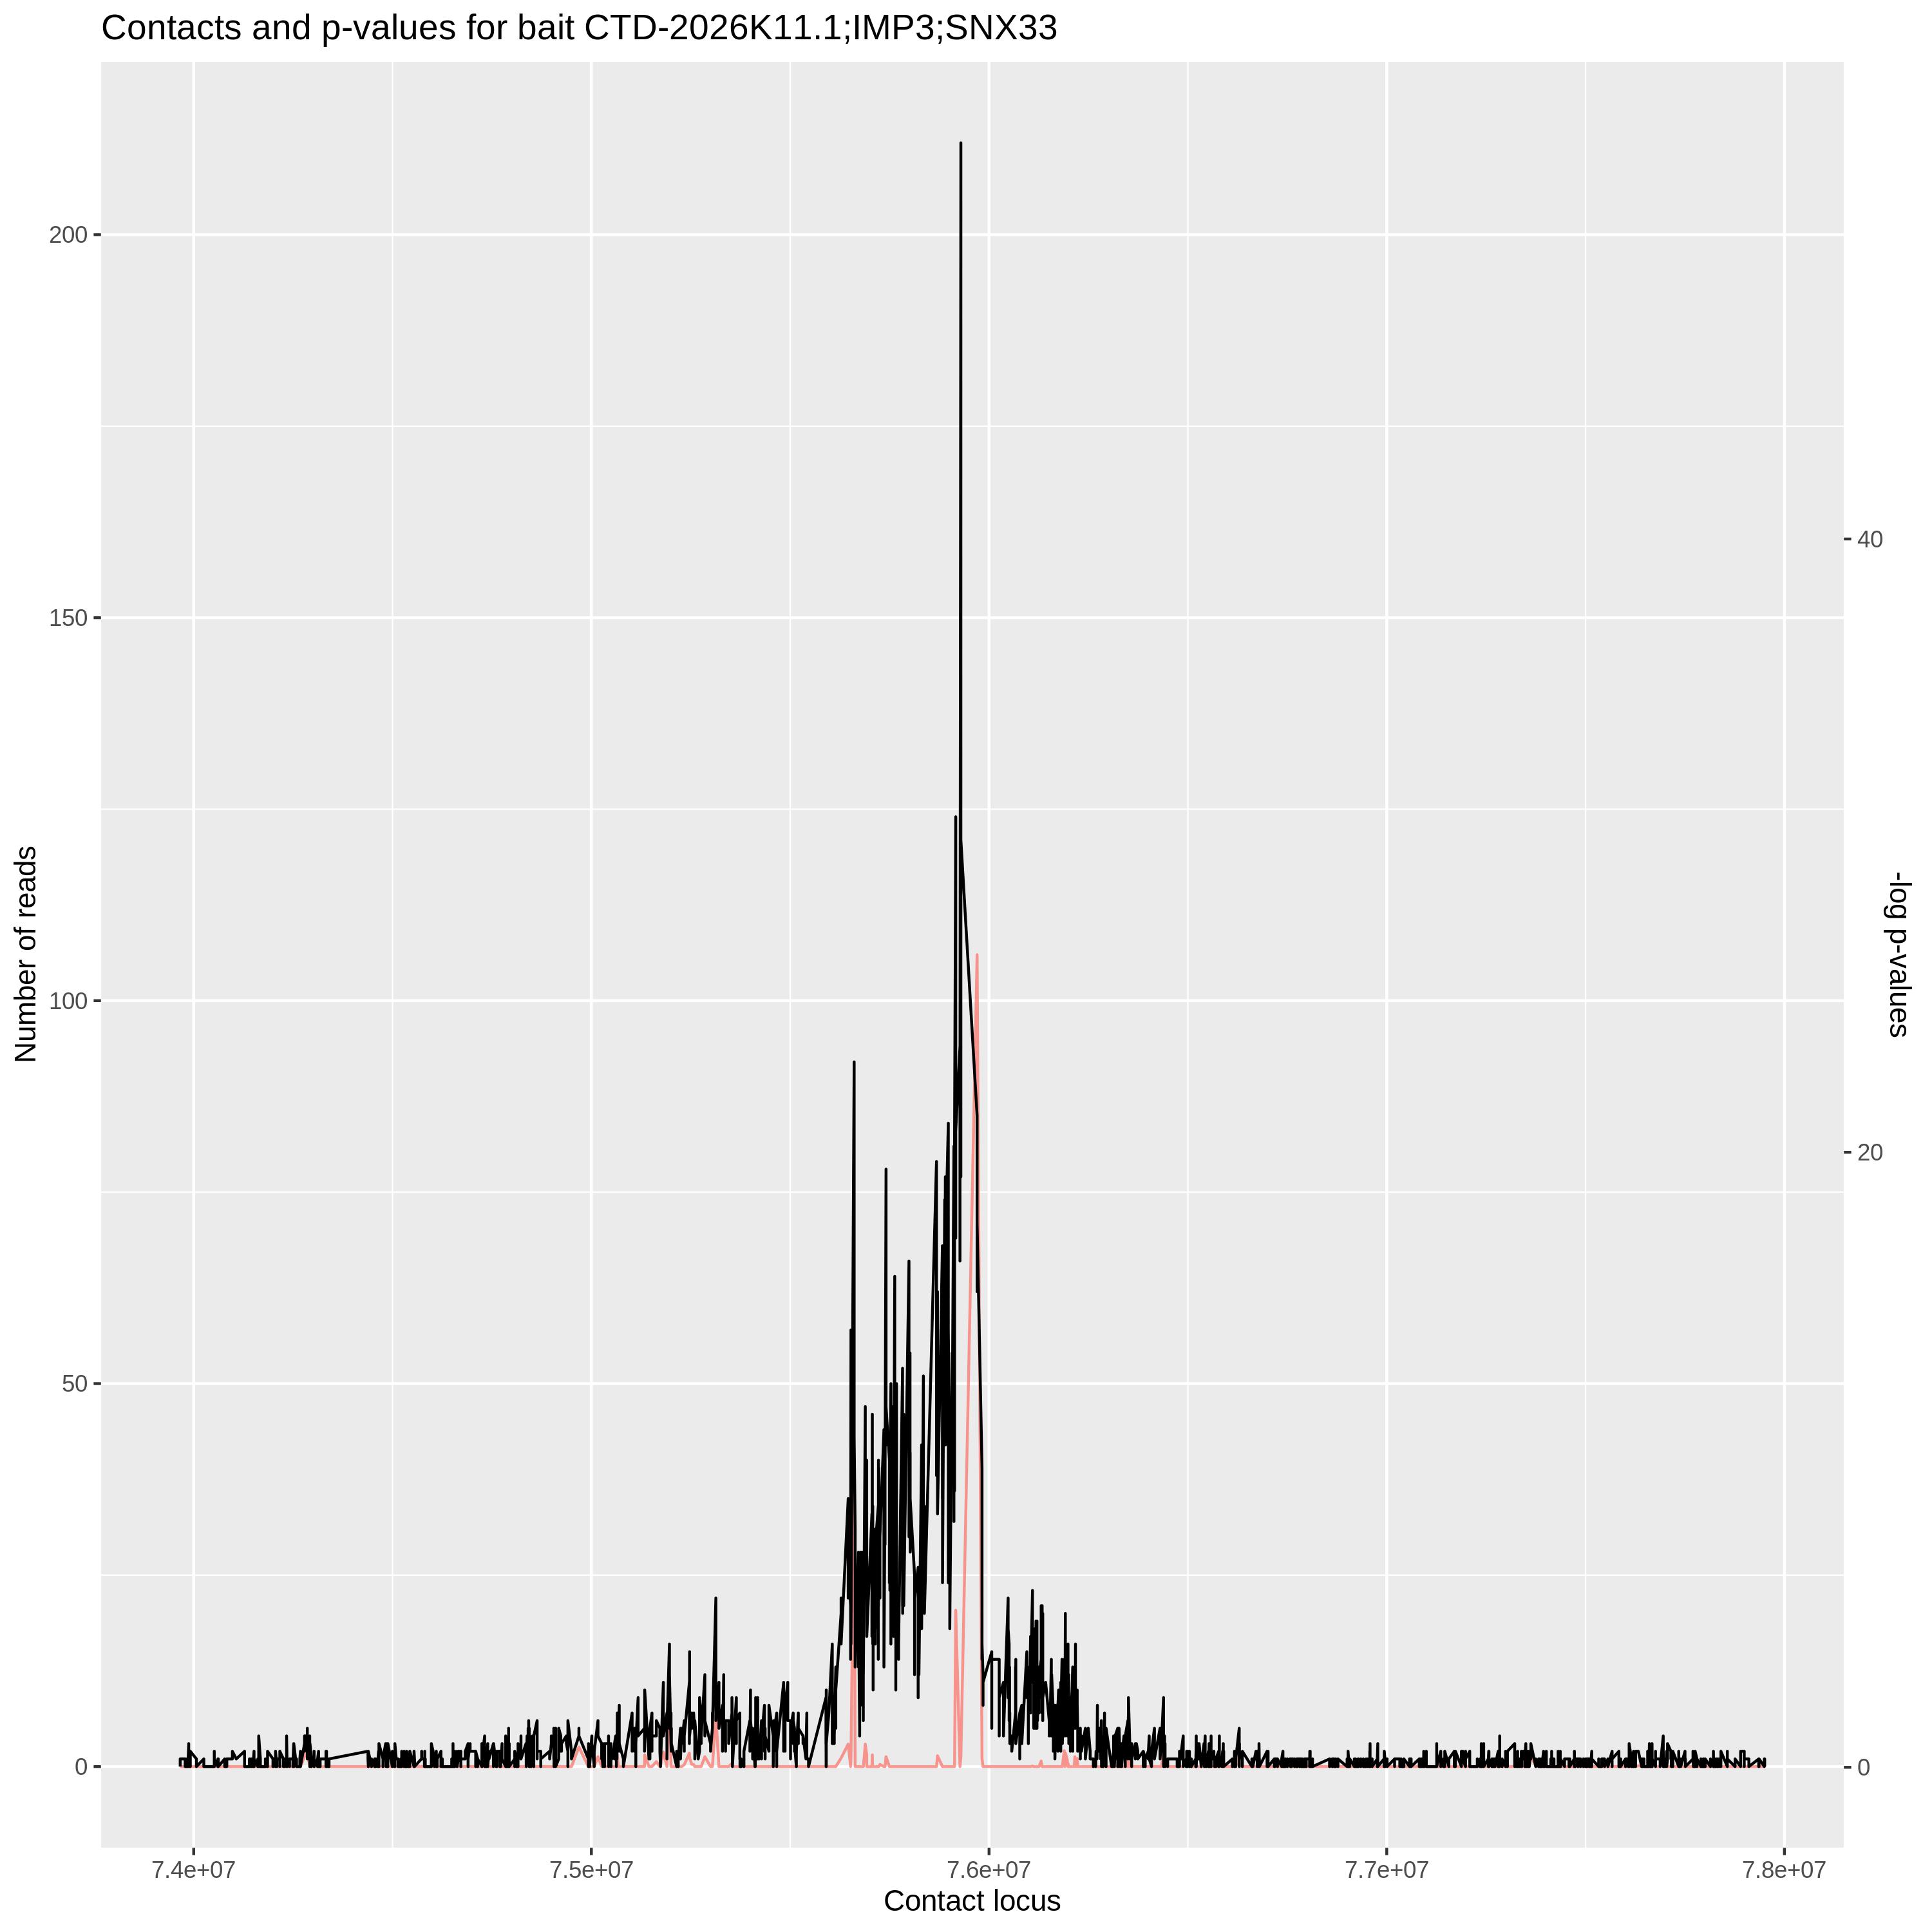 Contacts and p-values for bait CTD-2026K11.1;IMP3;SNX33
Number of reads
200
150
100
50
0
40
20
0
-log p-values
7.4e+07
7.5e+07
7.6e+07
7.7e+07
7.8e+07
Contact locus